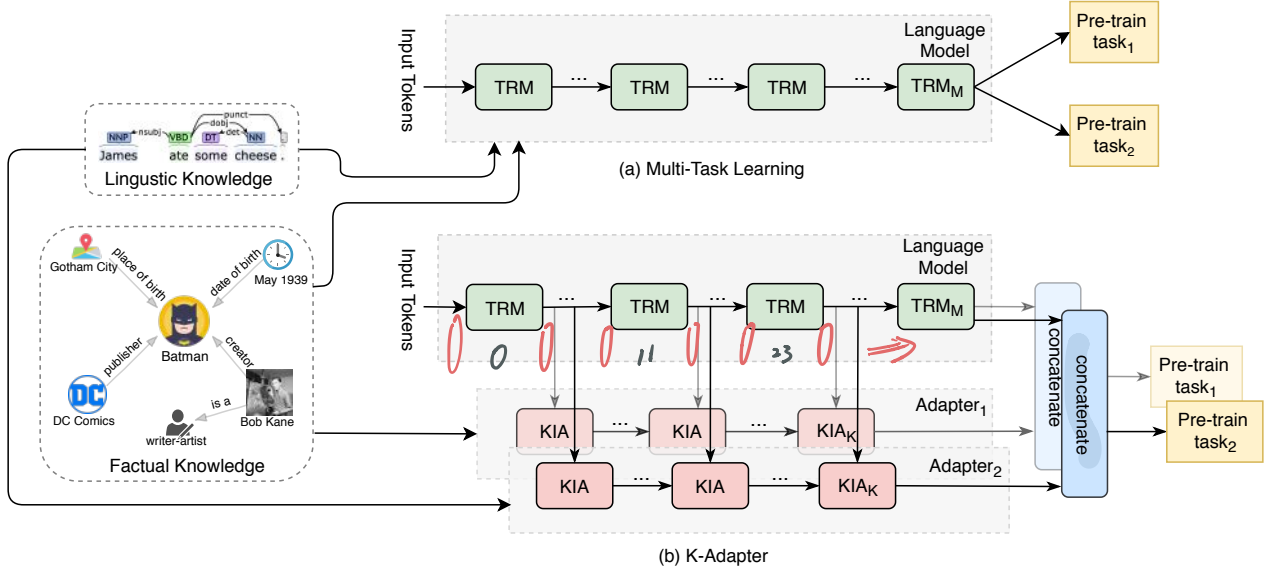 Input Tokens
Language
Model
TRM
...
TRM
...
TRM
...
TRM_M
Pre-train
task_1
Pre-train
task_2
(a) Multi-Task Learning
punct
dobj
nsubj
det
NNP
VBD
DT
NN
James
ate
some
cheese
.
Lingustic Knowledge
Gotham City
place of birth
date of birth
May 1939
Batman
publisher
creator
DC
DC Comics
is a
writer-artist
Bob Kane
Factual Knowledge
Input Tokens
Language
Model
TRM
...
TRM
...
TRM
...
TRM_M
0
11
23
concatenate
concatenate
Pre-train
task_1
Pre-train
task_2
Adapter_1
KIA
...
KIA
...
KIA_K
Adapter_2
KIA
...
KIA
...
KIA_K
(b) K-Adapter